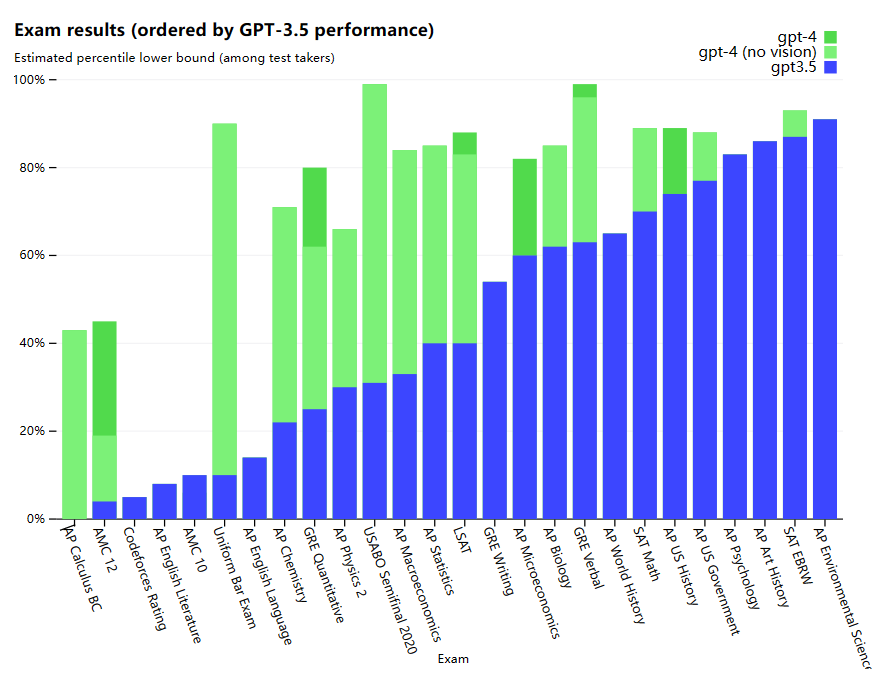 Exam results (ordered by GPT-3.5 performance)
Estimated percentile lower bound (among test takers)
gpt-4
gpt-4 (no vision)
gpt3.5
100%
80%
60%
40%
20%
0%
AP Calculus BC
AMC 12
Codeforces Rating
AP English Literature
AMC 10
Uniform Bar Exam
AP English Language
AP Chemistry
GRE Quantitative
AP Physics 2
USABO Semifinal 2020
AP Macroeconomics
AP Statistics
LSAT
GRE Writing
AP Microeconomics
AP Biology
GRE Verbal
AP World History
SAT Math
AP US History
AP US Government
AP Psychology
AP Art History
SAT EBRW
AP Environmental Science
Exam